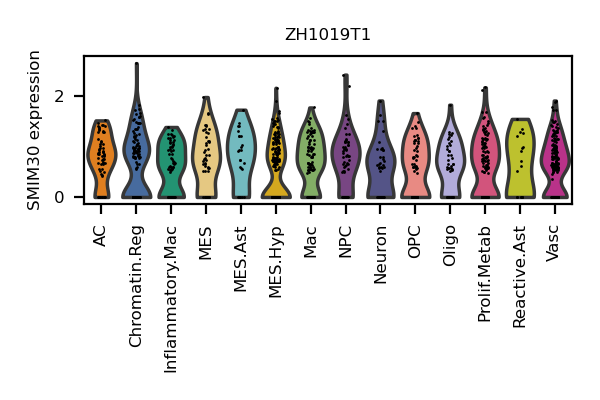 ZH1019T1
SMIM30 expression
2
0
AC
Chromatin.Reg
Inflammatory.Mac
MES
MES.Ast
MES.Hyp
Mac
NPC
Neuron
OPC
Oligo
Prolif.Metab
Reactive.Ast
Vasc